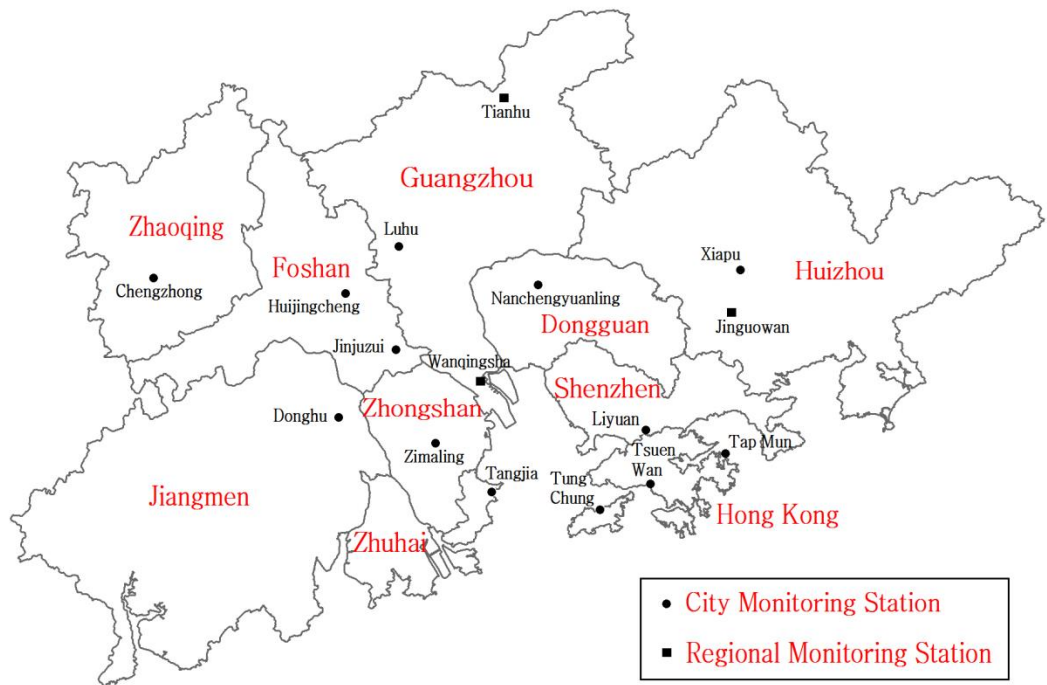 Tianhu
Guangzhou
Zhaoqing
Luhu
Xiapu
Foshan
Huizhou
Chengzhong
Huijingcheng
Nanchengyuanling
Dongguan
Jinguowan
Jinjuzui
Wanqingsha
Shenzhen
Zhongshan
Donghu
Liyuan
Zimaling
Tsuen
Wan
Tap Mun
Tangjia
Tung
Chung
Jiangmen
Hong Kong
Zhuhai
City Monitoring Station
Regional Monitoring Station